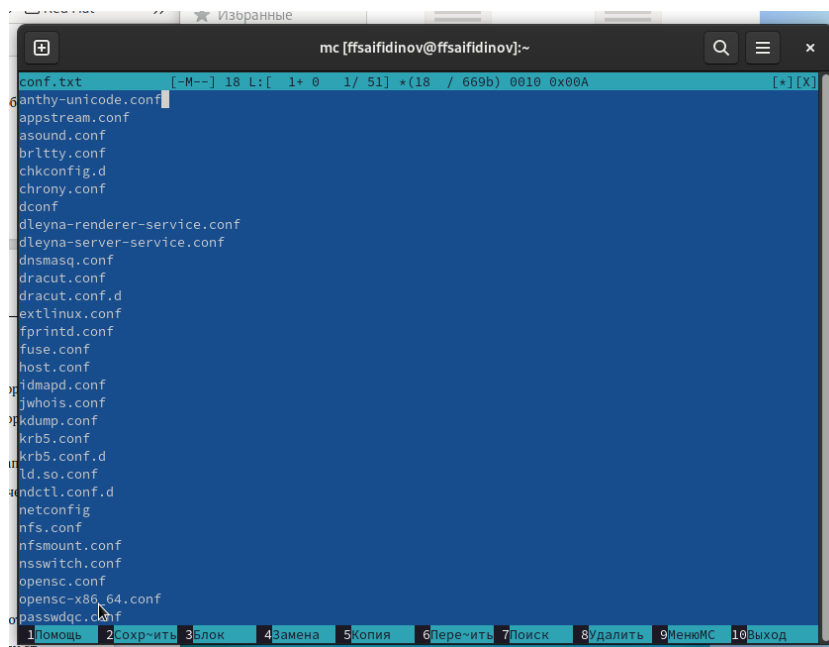 Избранные
mc [ffsaifidinov@ffsaifidinov]:~
conf.txt [-M--] 18 L:[ 1+ 0 1/ 51] *(18 / 669b) 0010 0x00A [*][X]
anthy-unicode.conf
appstream.conf
asound.conf
brltty.conf
chkconfig.d
chrony.conf
dconf
dleyna-renderer-service.conf
dleyna-server-service.conf
dnsmasq.conf
dracut.conf
dracut.conf.d
extlinux.conf
fprintd.conf
fuse.conf
host.conf
idmapd.conf
jwhois.conf
kdump.conf
krb5.conf
krb5.conf.d
ld.so.conf
ndctl.conf.d
netconfig
nfs.conf
nfsmount.conf
nsswitch.conf
opensc.conf
opensc-x86_64.conf
passwdqc.conf
1Помощь 2Сохр~ить 3Блок 4Замена 5Копия 6Пере~ить 7Поиск 8Удалить 9МенюМС 10Выход